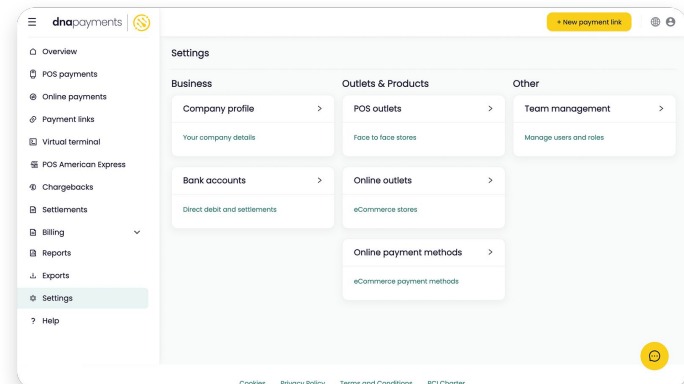 dnapayments
+ New payment link
Overview
POS payments
Online payments
Payment links
Virtual terminal
POS American Express
Chargebacks
Settlements
Billing
Reports
Exports
Settings
Help
Settings
Business
Company profile
Your company details
Bank accounts
Direct debit and settlements
Outlets & Products
POS outlets
Face to face stores
Online outlets
eCommerce stores
Online payment methods
eCommerce payment methods
Other
Team management
Manage users and roles
Cookies Privacy Policy Terms and Conditions PCI Charter